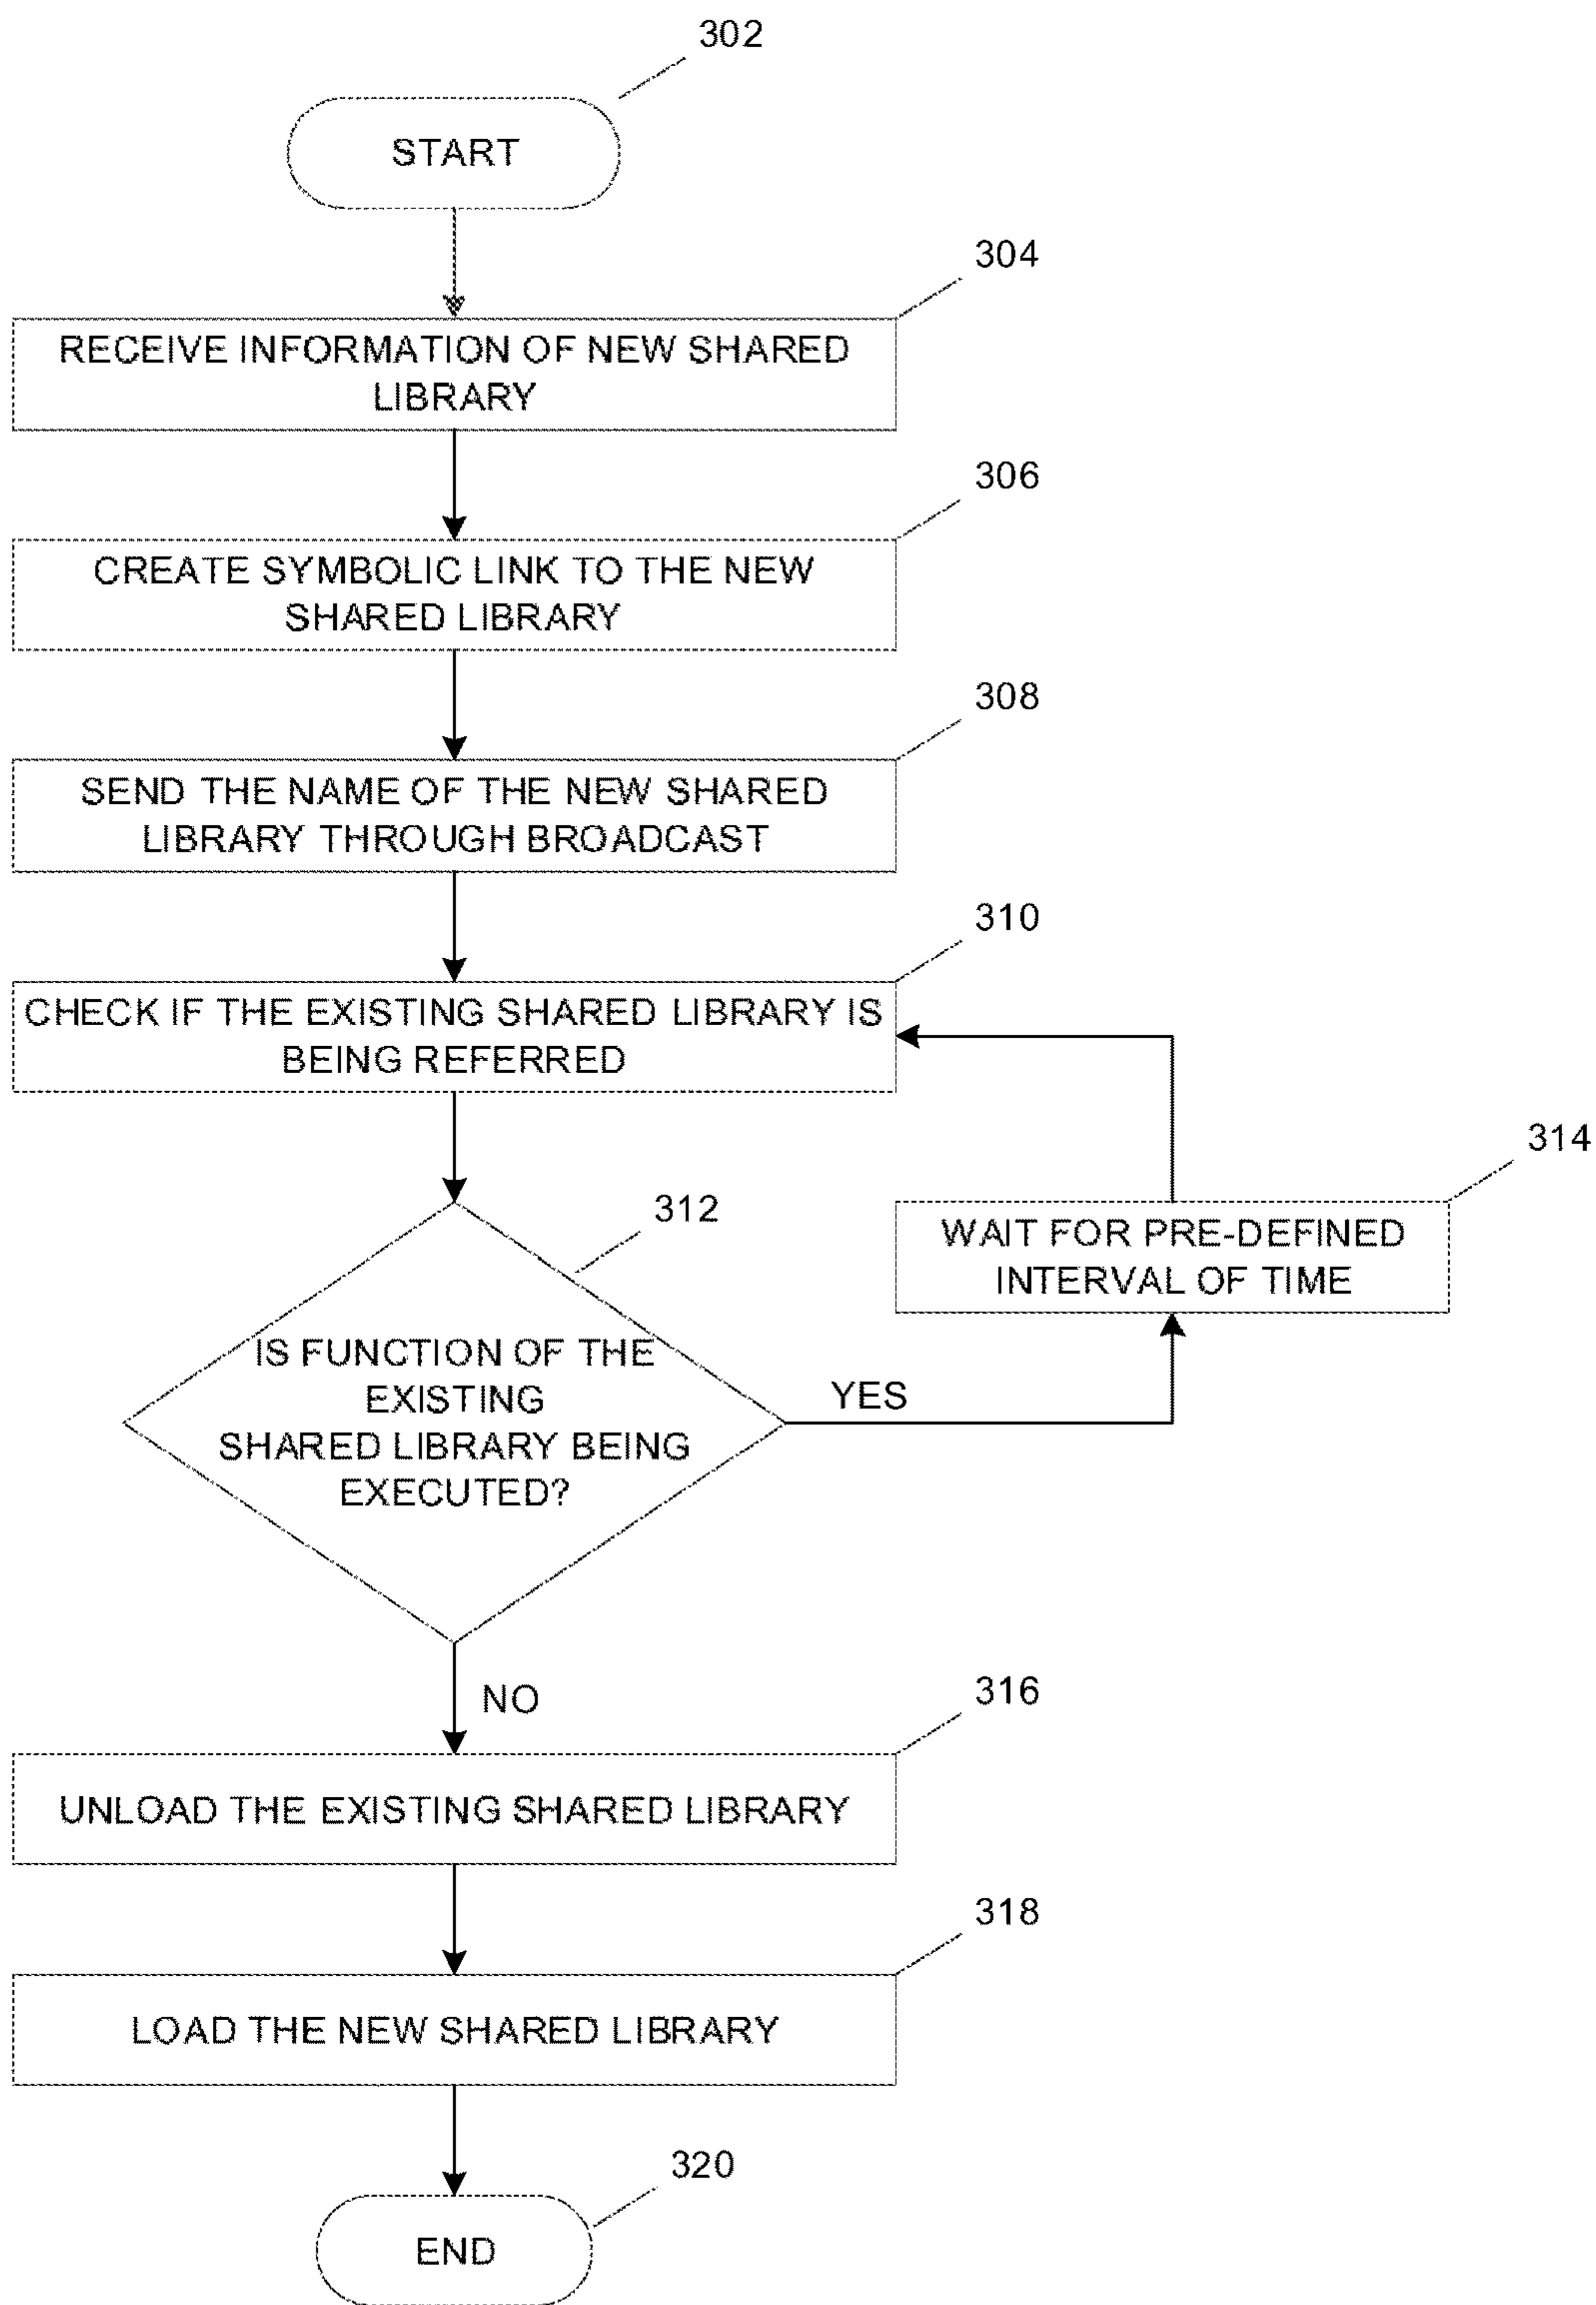 302
START
304
RECEIVE INFORMATION OF NEW SHARED
LIBRARY
306
CREATE SYMBOLIC LINK TO THE NEW
SHARED LIBRARY
308
SEND THE NAME OF THE NEW SHARED
LIBRARY THROUGH BROADCAST
310
CHECK IF THE EXISTING SHARED LIBRARY IS
BEING REFERRED
314
WAIT FOR PRE-DEFINED
INTERVAL OF TIME
312
IS FUNCTION OF THE
EXISTING
SHARED LIBRARY BEING
EXECUTED?
YES
NO
316
UNLOAD THE EXISTING SHARED LIBRARY
318
LOAD THE NEW SHARED LIBRARY
320
END